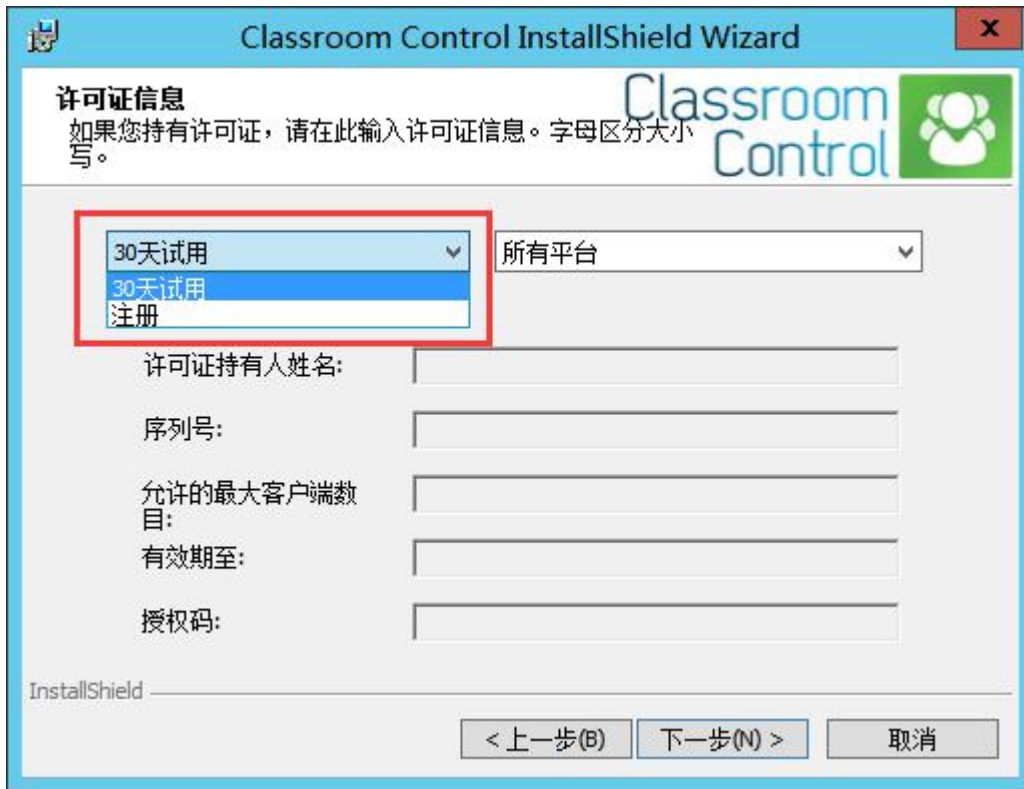 Classroom Control InstallShield Wizard
x
许可证信息
如果您持有许可证，请在此输入许可证信息。字母区分大小
写。
Classroom
Control
30天试用
所有平台
30天试用
注册
许可证持有人姓名:
序列号:
允许的最大客户端数
目:
有效期至:
授权码:
InstallShield
< 上一步(B)
下一步(N) >
取消